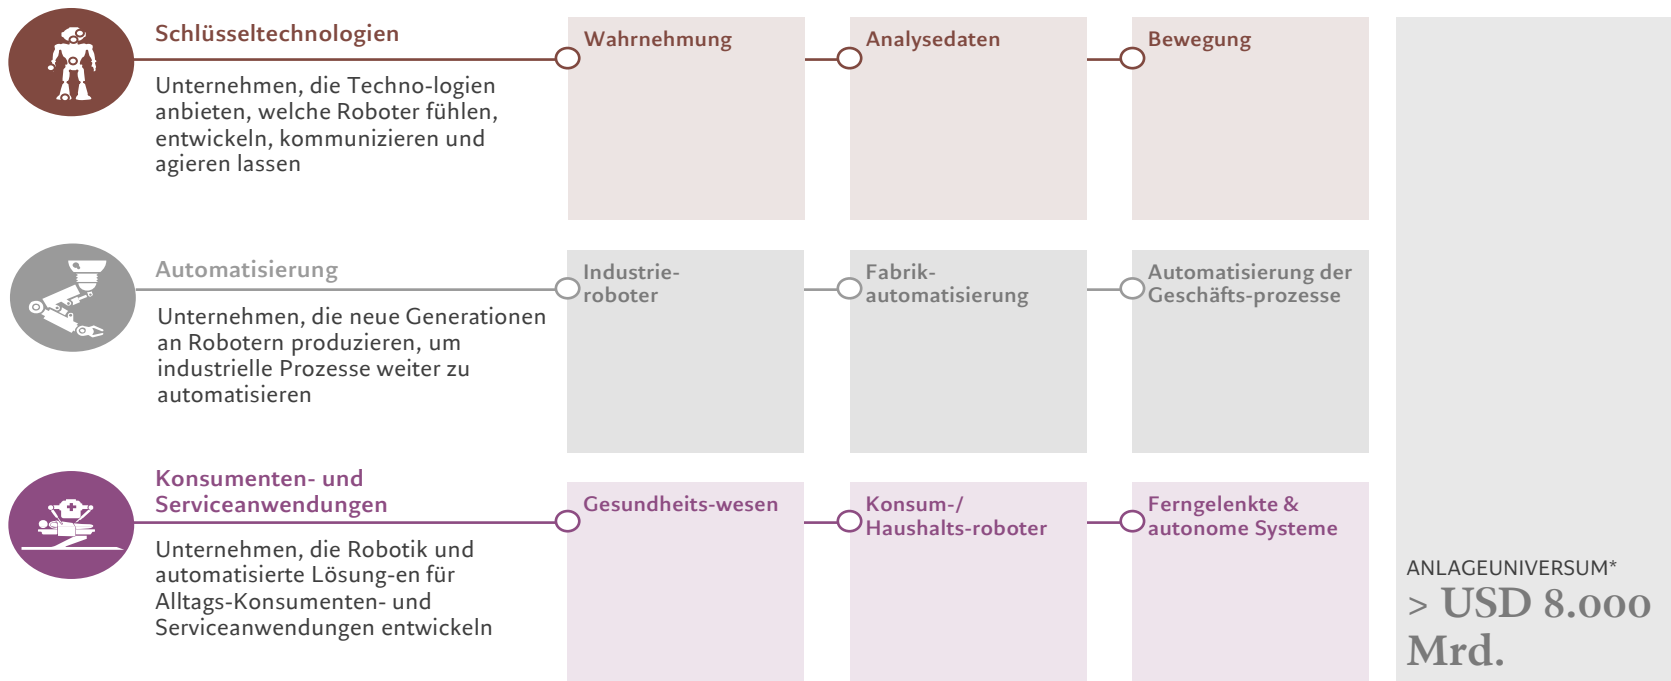 Schlüsseltechnologien
Unternehmen, die Techno-logien
anbieten, welche Roboter fühlen,
entwickeln, kommunizieren und
agieren lassen
Wahrnehmung
Analysedaten
Bewegung
Automatisierung
Unternehmen, die neue Generationen
an Robotern produzieren, um
industrielle Prozesse weiter zu
automatisieren
Industrie-
roboter
Fabrik-
automatisierung
Automatisierung der
Geschäfts-prozesse
Konsumenten- und
Serviceanwendungen
Unternehmen, die Robotik und
automatisierte Lösung-en für
Alltags-Konsumenten- und
Serviceanwendungen entwickeln
Gesundheits-wesen
Konsum-/
Haushalts-roboter
Ferngelenkte &
autonome Systeme
ANLAGEUNIVERSUM*
> USD 8.000
Mrd.